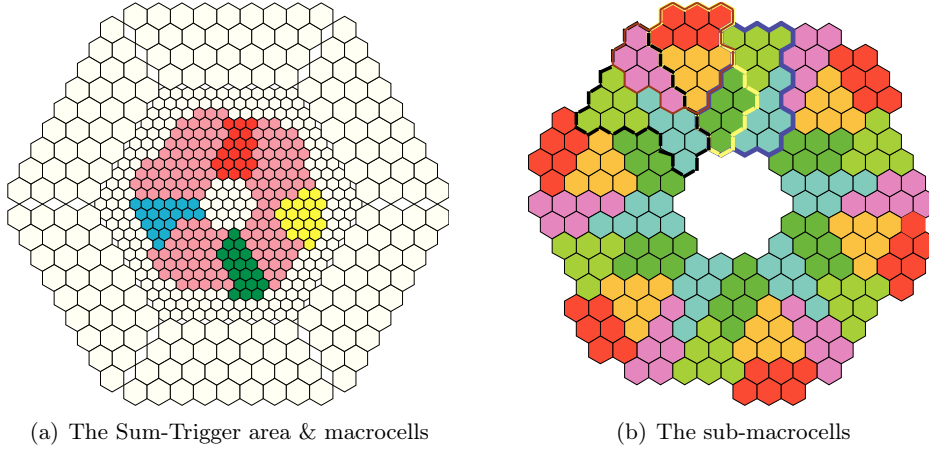 (a) The Sum-Trigger area & macrocells
(b) The sub-macrocells